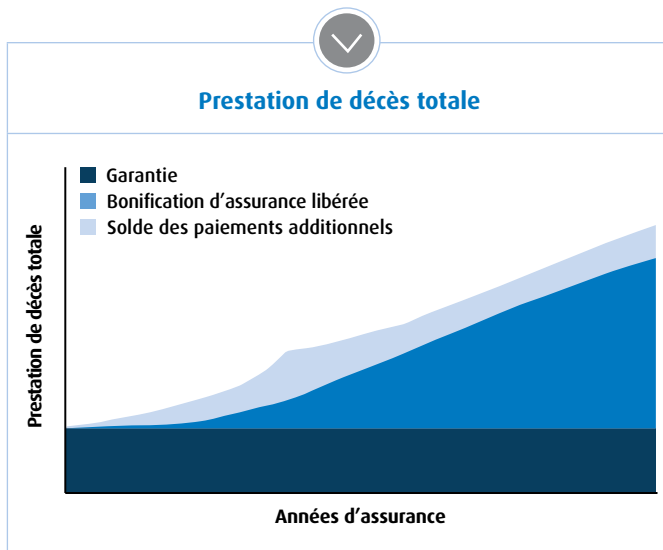 Prestation de décès totale
Garantie
Bonification d'assurance libérée
Solde des paiements additionnels
Prestation de décès totale
Années d'assurance